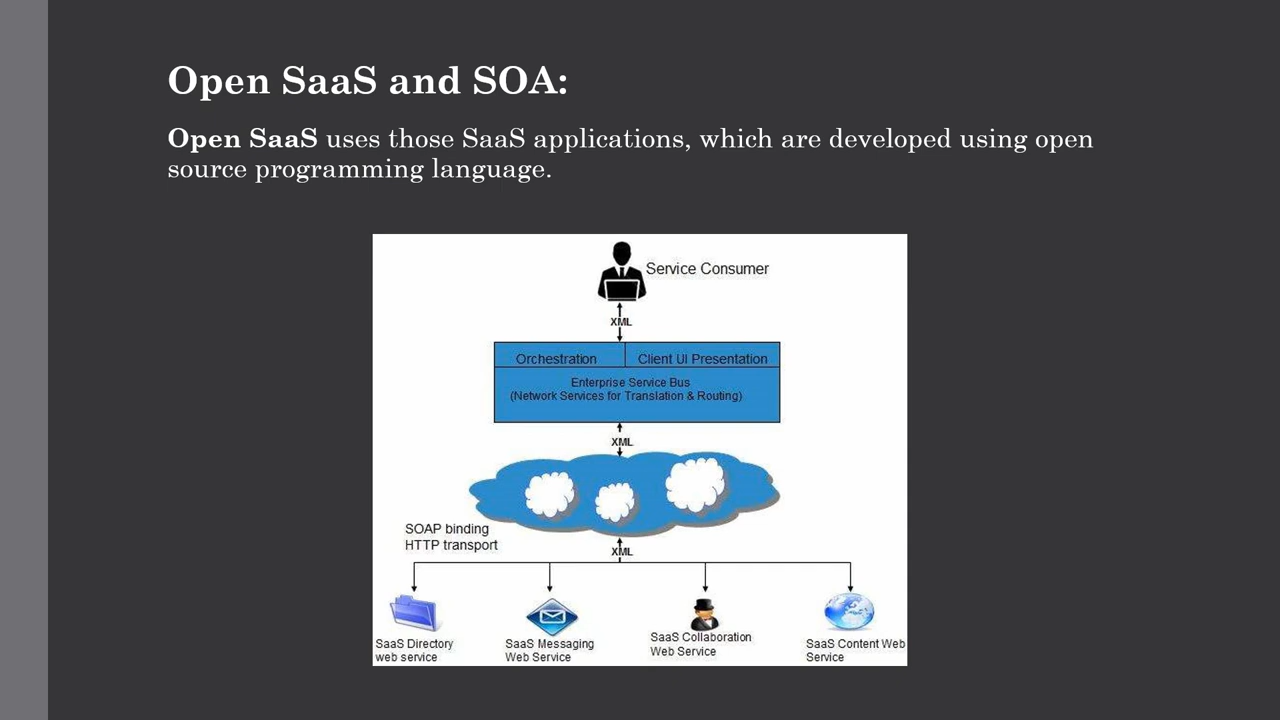 Open SaaS and SOA:
Open SaaS uses those SaaS applications, which are developed using open
source programming language.
Service Consumer
XML
Orchestration
Client UI Presentation
Enterprise Service Bus
(Network Services for Translation & Routing)
XML
SOAP binding
HTTP transport
XML
SaaS Directory
web service
SaaS Messaging
Web Service
SaaS Collaboration
Web Service
SaaS Content Web
Service